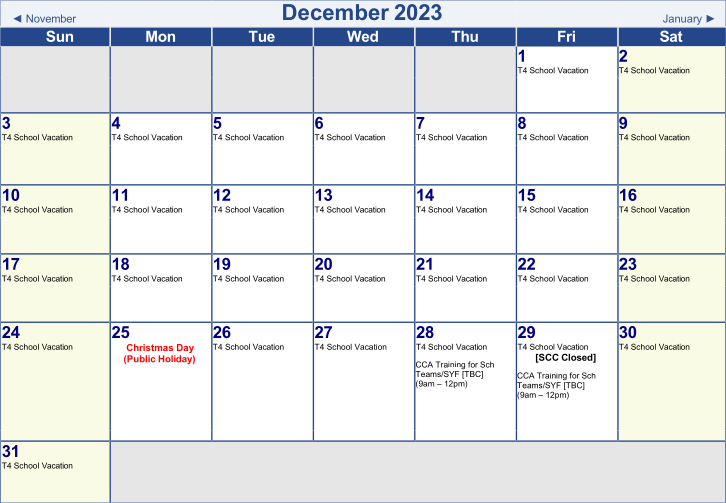 December 2023
◄ November
January ►
Sun Mon Tue Wed Thu Fri Sat
1
T4 School Vacation
2
T4 School Vacation
3
T4 School Vacation
4
T4 School Vacation
5
T4 School Vacation
6
T4 School Vacation
7
T4 School Vacation
8
T4 School Vacation
9
T4 School Vacation
10
T4 School Vacation
11
T4 School Vacation
12
T4 School Vacation
13
T4 School Vacation
14
T4 School Vacation
15
T4 School Vacation
16
T4 School Vacation
17
T4 School Vacation
18
T4 School Vacation
19
T4 School Vacation
20
T4 School Vacation
21
T4 School Vacation
22
T4 School Vacation
23
T4 School Vacation
24
T4 School Vacation
25
Christmas Day
(Public Holiday)
26
T4 School Vacation
27
T4 School Vacation
28
T4 School Vacation
CCA Training for Sch
Teams/SYF [TBC]
(9am – 12pm)
29
T4 School Vacation
[SCC Closed]
CCA Training for Sch
Teams/SYF [TBC]
(9am – 12pm)
30
T4 School Vacation
31
T4 School Vacation